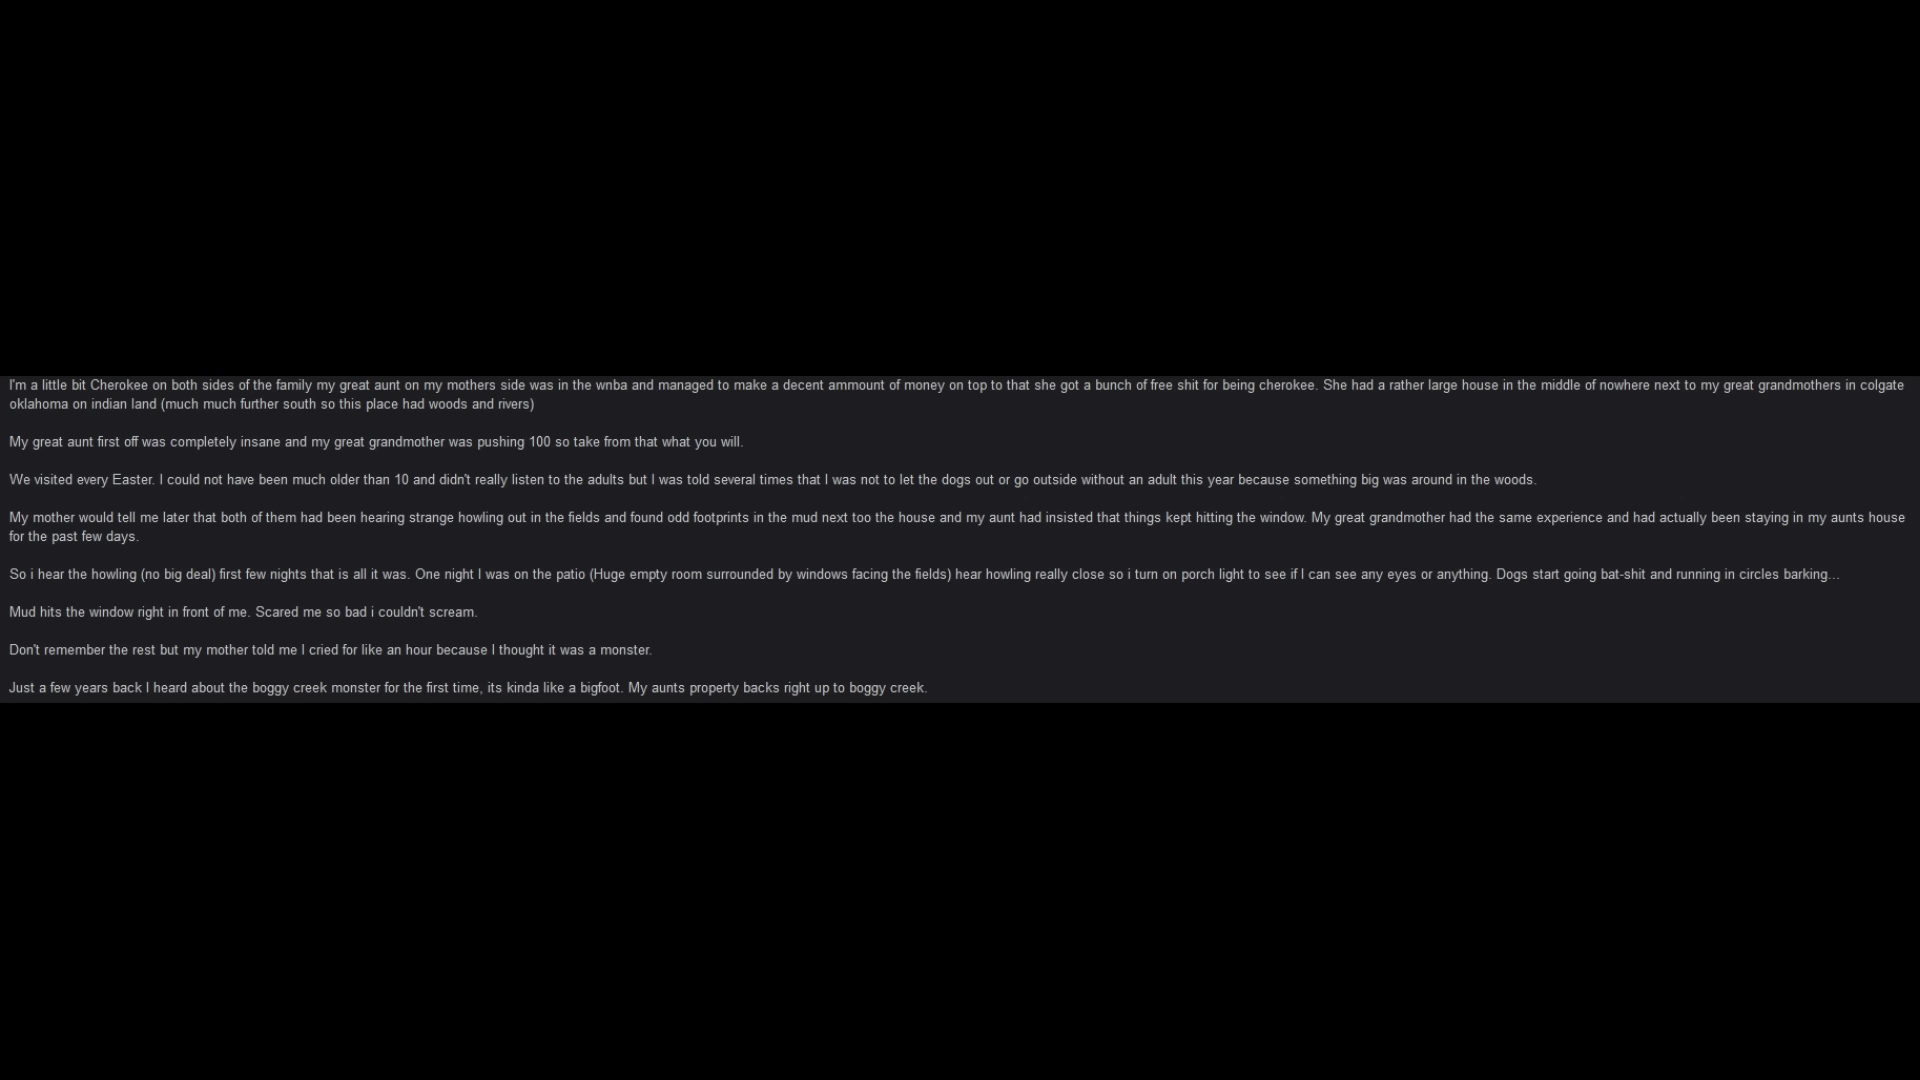 I'm a little bit Cherokee on both sides of the family my great aunt on my mothers side was in the wnba and managed to make a decent ammount of money on top to that she got a bunch of free shit for being cherokee. She had a rather large house in the middle of nowhere next to my great grandmothers in colgate
oklahoma on indian land (much much further south so this place had woods and rivers)
My great aunt first off was completely insane and my great grandmother was pushing 100 so take from that what you will.
We visited every Easter. I could not have been much older than 10 and didn't really listen to the adults but I was told several times that I was not to let the dogs out or go outside without an adult this year because something big was around in the woods.
My mother would tell me later that both of them had been hearing strange howling out in the fields and found odd footprints in the mud next too the house and my aunt had insisted that things kept hitting the window. My great grandmother had the same experience and had actually been staying in my aunts house
for the past few days.
So i hear the howling (no big deal) first few nights that is all it was. One night I was on the patio (Huge empty room surrounded by windows facing the fields) hear howling really close so i turn on porch light to see if I can see any eyes or anything. Dogs start going bat-shit and running in circles barking...
Mud hits the window right in front of me. Scared me so bad i couldn't scream.
Don't remember the rest but my mother told me I cried for like an hour because I thought it was a monster.
Just a few years back I heard about the boggy creek monster for the first time, its kinda like a bigfoot. My aunts property backs right up to boggy creek.